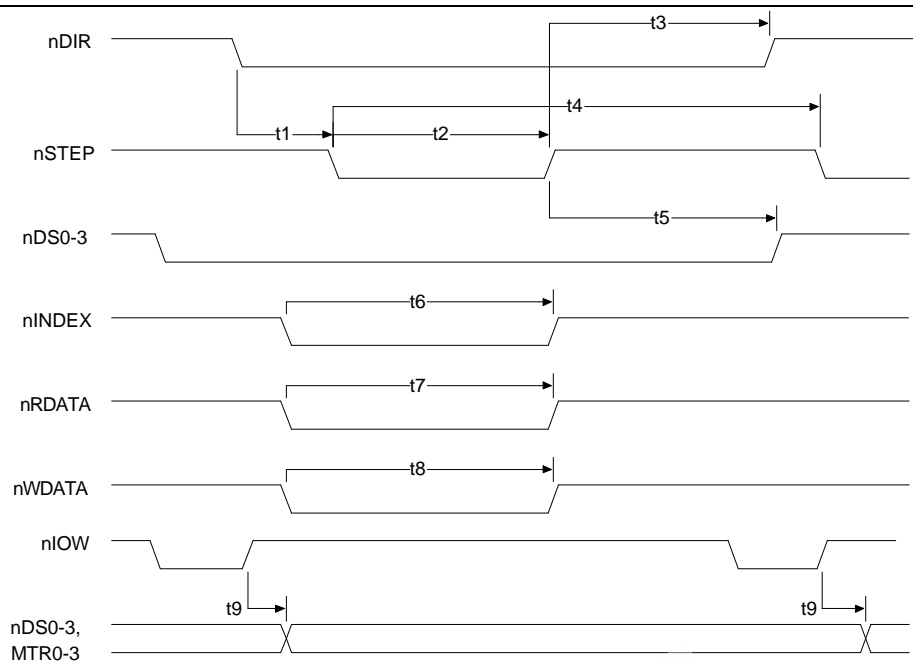 nDIR
t3
t4
t1
t2
nSTEP
t5
nDS0-3
t6
nINDEX
t7
nRDATA
t8
nWDATA
nIOW
t9
t9
nDS0-3,
MTR0-3